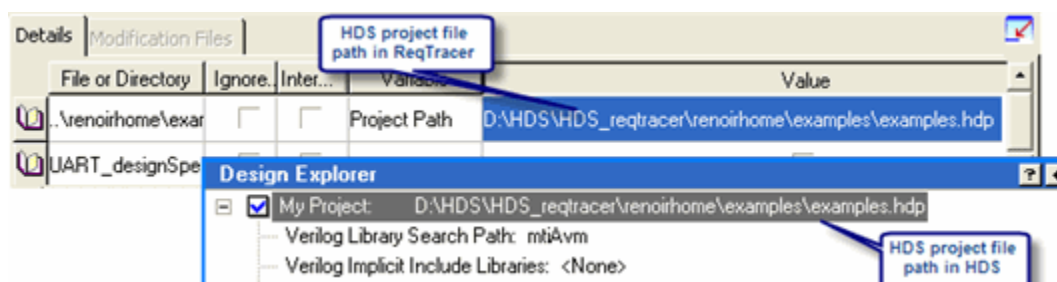 HDS project file
path in ReqTracer
Details Modification Files
File or Directory Ignore.. Inter... Variable Value
..\renoirhome\exar Project Path D:\HDS\HDS_reqtracer\renoirhome\examples\examples.hdp
UART_designSpe
Design Explorer
My Project: D:\HDS\HDS_reqtracer\renoirhome\examples\examples.hdp
Verilog Library Search Path: mtiAvm
Verilog Implicit Include Libraries: <None>
HDS project file
path in HDS